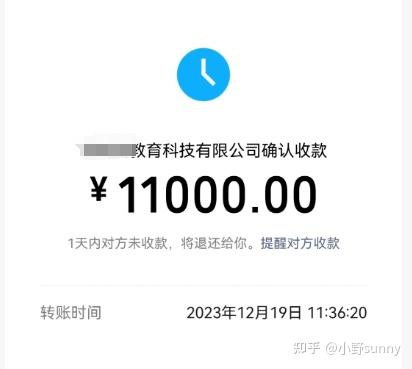 教育科技有限公司确认收款
¥11000.00
1天内对方未收款，将退还给你。提醒对方收款
转账时间 2023年12月19日 11:36:20
知乎 @小野sunny